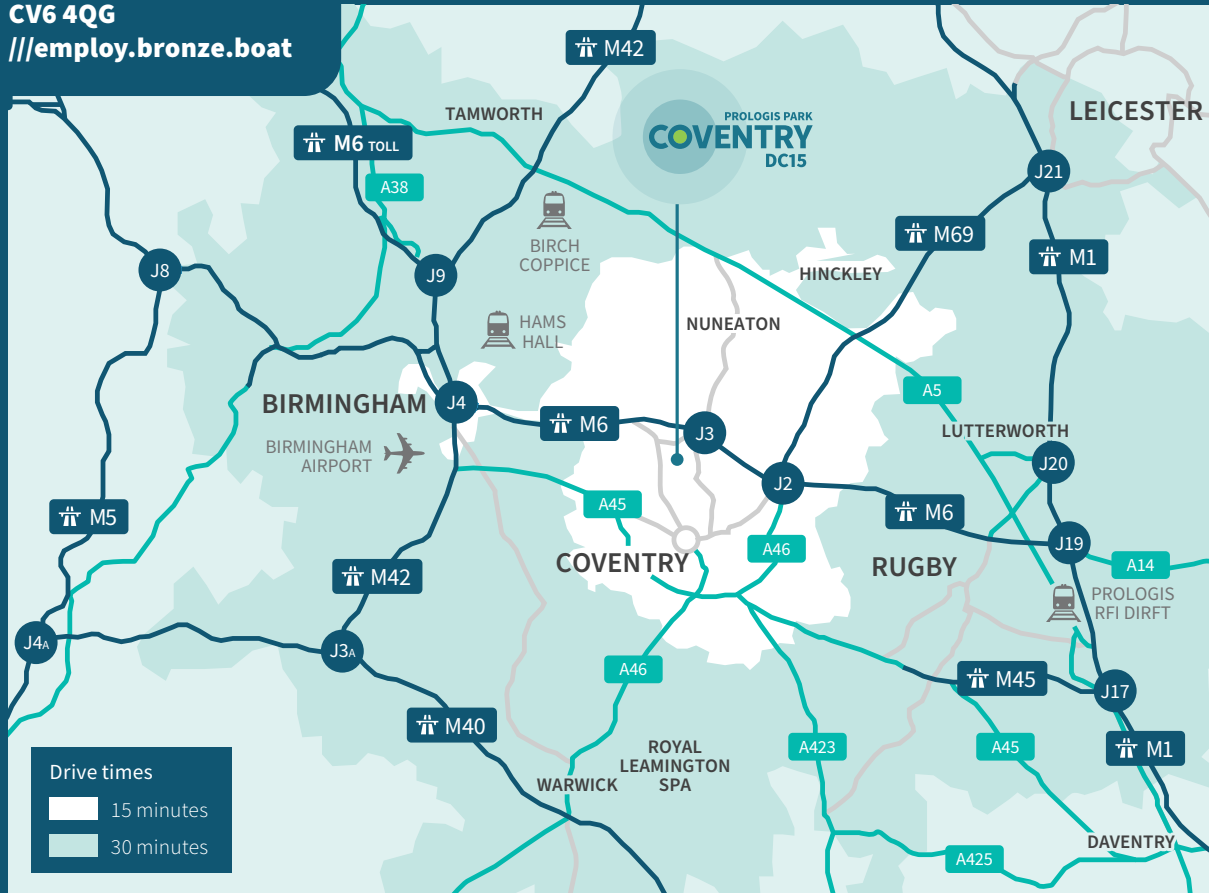 CV6 4QG
///employ.bronze.boat
M42
TAMWORTH
PROLOGIS PARK
COVENTRY
DC15
LEICESTER
M6 TOLL
A38
J21
BIRCH
COPPICE
M69
M1
J8
J9
HINCKLEY
HAMS
HALL
NUNEATON
A5
BIRMINGHAM
J4
M6
J3
LUTTERWORTH
BIRMINGHAM
AIRPORT
J20
J2
M5
A45
M6
J19
A46
COVENTRY
RUGBY
A14
M42
PROLOGIS
RFI DIRFT
J4A
J3A
A46
M45
J17
M40
A423
A45
M1
ROYAL
LEAMINGTON
SPA
WARWICK
Drive times
15 minutes
30 minutes
DAVENTRY
A425